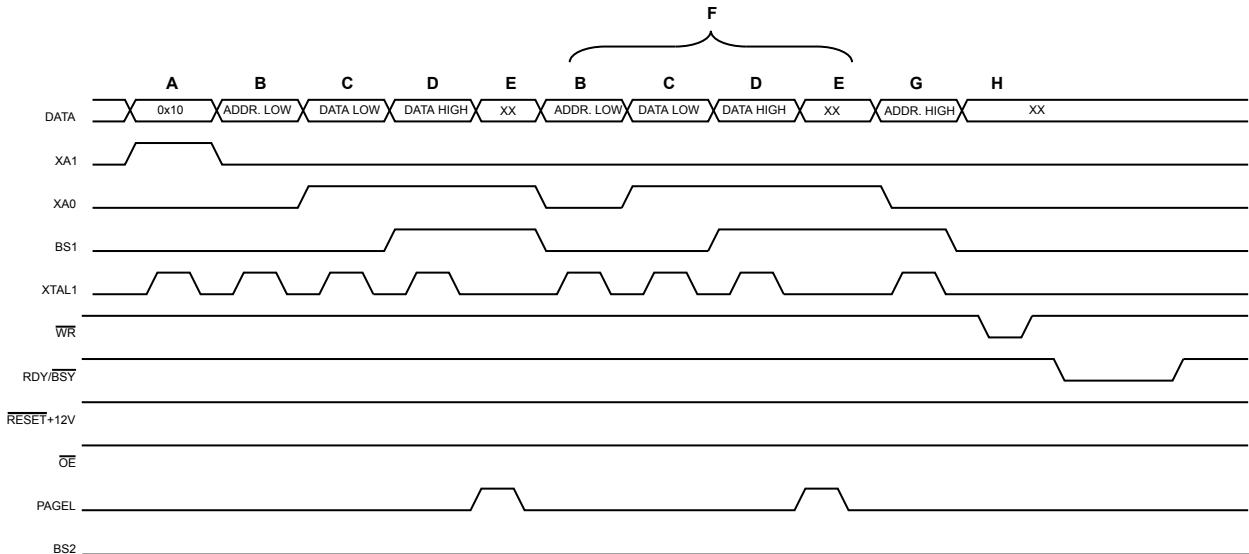 F
A B C D E B C D E G H
DATA 0x10 ADDR. LOW DATA LOW DATA HIGH XX ADDR. LOW DATA LOW DATA HIGH XX ADDR. HIGH XX
XA1
XA0
BS1
XTAL1
WR
RDY/BSY
RESET+12V
OE
PAGEL
BS2